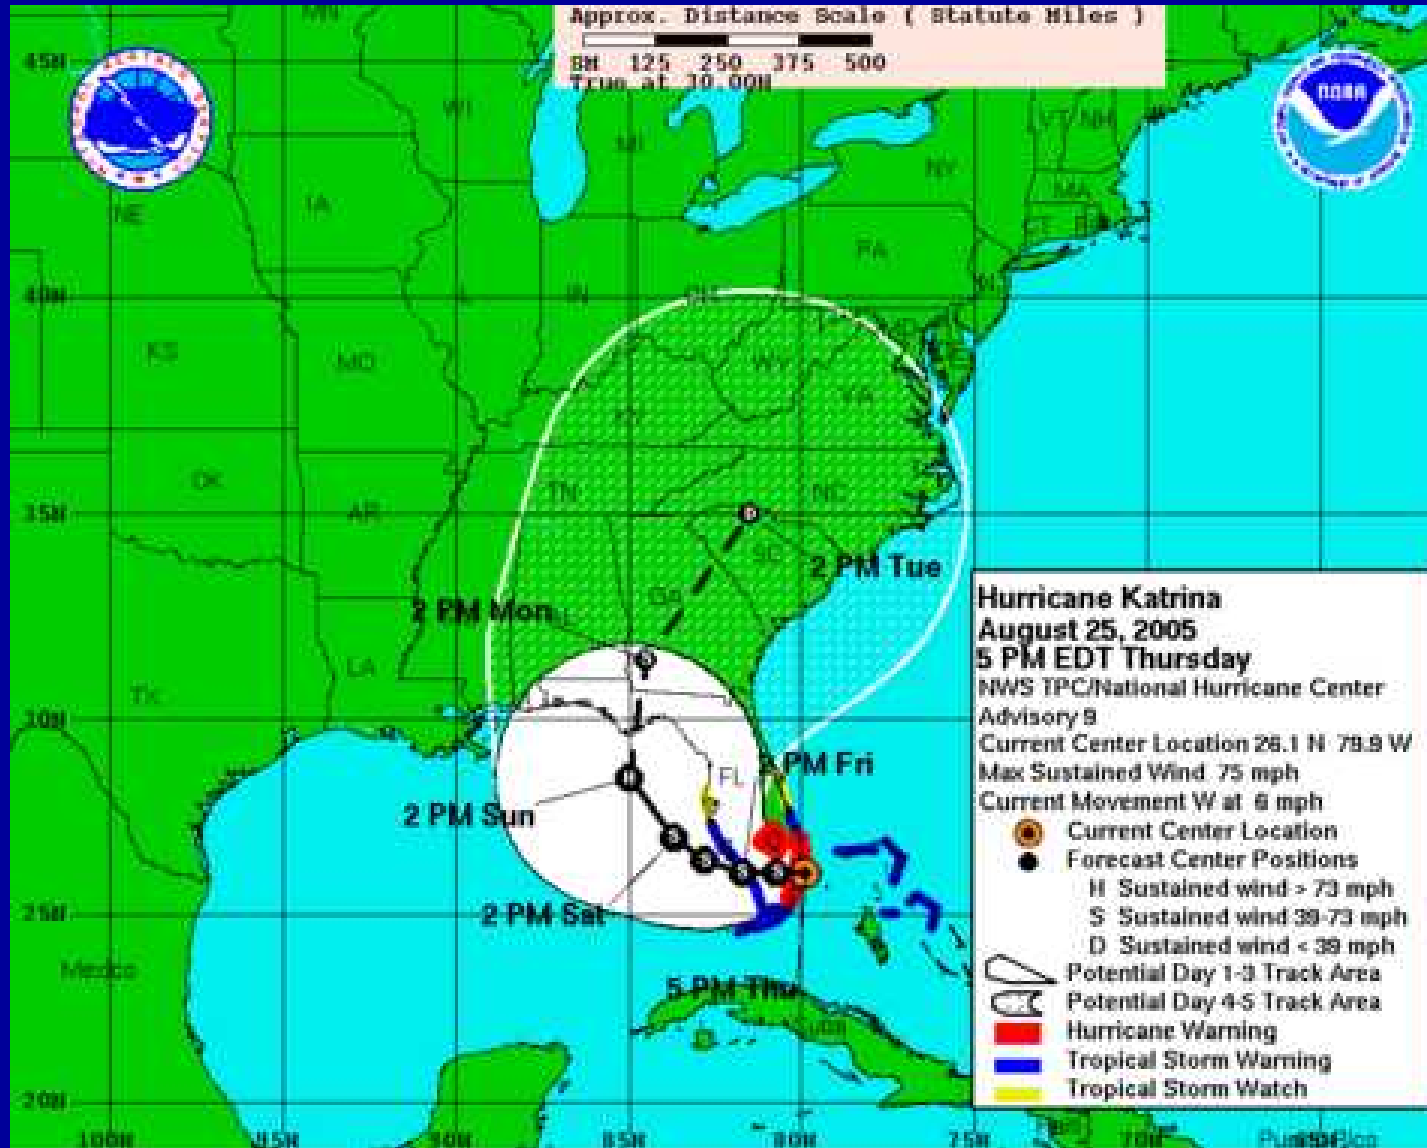 Approx. Distance Scale ( Statute Miles )
SM 125 250 375 500
True at 30.00N
NOAA
MN
45N
WI
VT NH
MI
NY
MA
IA
NE
PA
40N
IN
OH
KS
MO
WY
VA
KY
OK
TN
NC
AR
35N
D
SC
2 PM Tue
GA
2 PM Mon
LA
TX
30N
FL
2 PM Fri
2 PM Sun
S
S
S
S
2 PM Sat
25N
Mexico
5 PM Thu
Cuba
20N
100W 95W 90W 85W 80W 75W 70W
Hurricane Katrina
August 25, 2005
5 PM EDT Thursday
NWS TPC/National Hurricane Center
Advisory 9
Current Center Location 26.1 N 79.9 W
Max Sustained Wind 75 mph
Current Movement W at 6 mph
Current Center Location
Forecast Center Positions
H Sustained wind > 73 mph
S Sustained wind 39-73 mph
D Sustained wind < 39 mph
Potential Day 1-3 Track Area
Potential Day 4-5 Track Area
Hurricane Warning
Tropical Storm Warning
Tropical Storm Watch